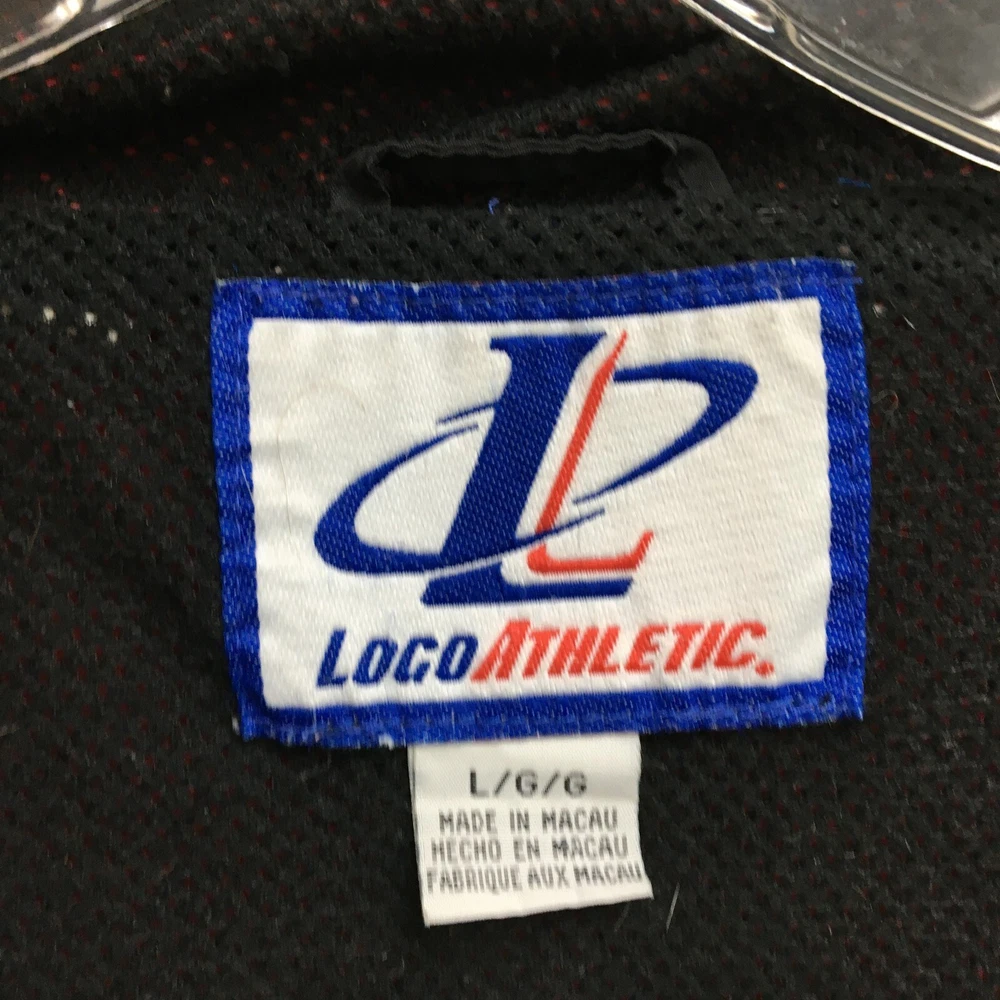 LOGO ATHLETIC.
L/G/G
MADE IN MACAU
HECHO EN MACAU
FABRIQUE AUX MACAU